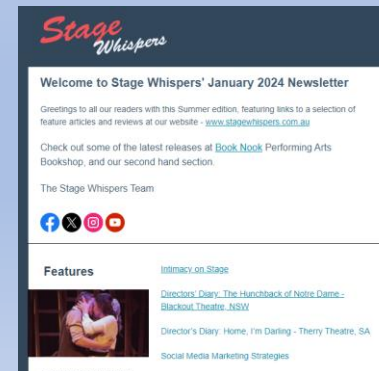 Stage
Whispers
Welcome to Stage Whispers' January 2024 Newsletter
Greetings to all our readers with this Summer edition, featuring links to a selection of
feature articles and reviews at our website - www.stagewhispers.com.au
Check out some of the latest releases at Book Nook Performing Arts
Bookshop, and our second hand section.
The Stage Whispers Team
Features
Intimacy on Stage
Directors' Diary: The Hunchback of Notre Dame -
Blackout Theatre, NSW
Director's Diary: Home, I'm Darling - Therry Theatre, SA
Social Media Marketing Strategies